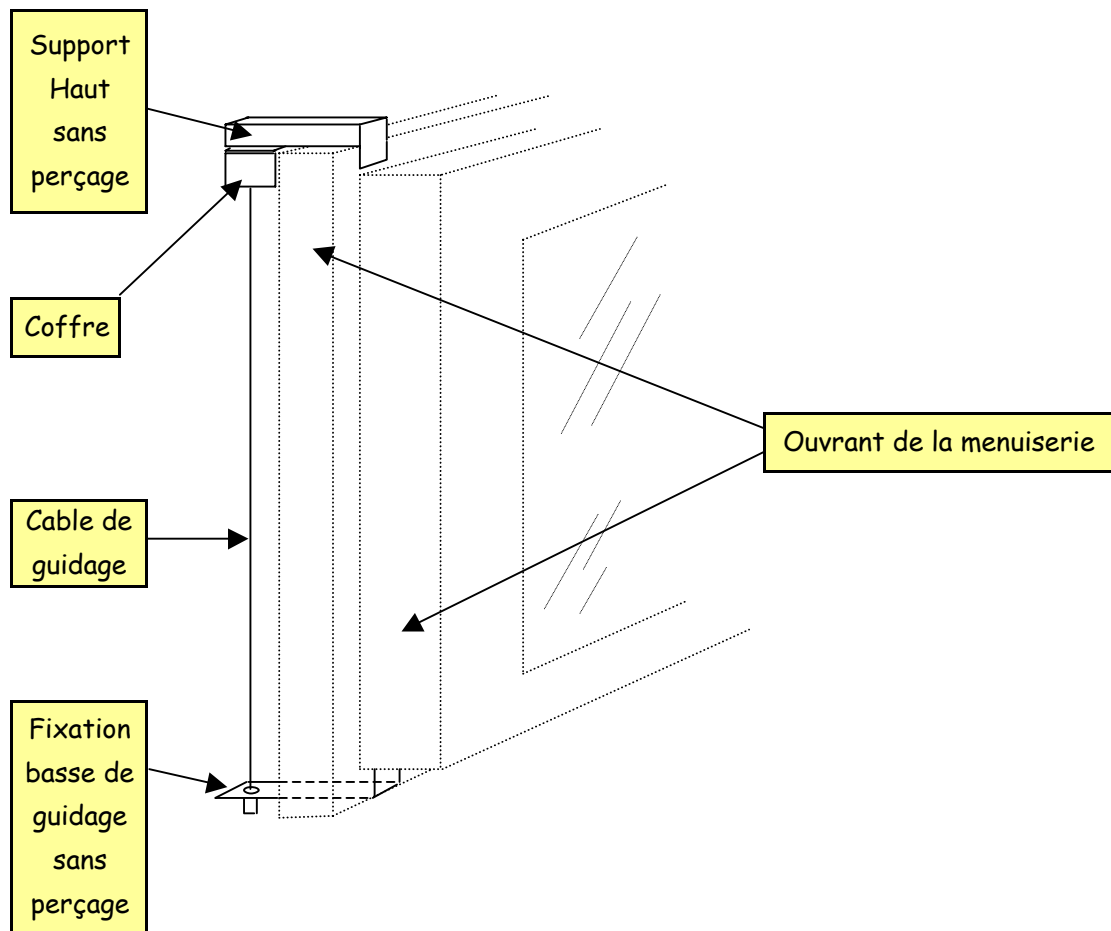 Support
Haut
sans
perçage
Coffre
Ouvrant de la menuiserie
Cable de
guidage
Fixation
basse de
guidage
sans
perçage